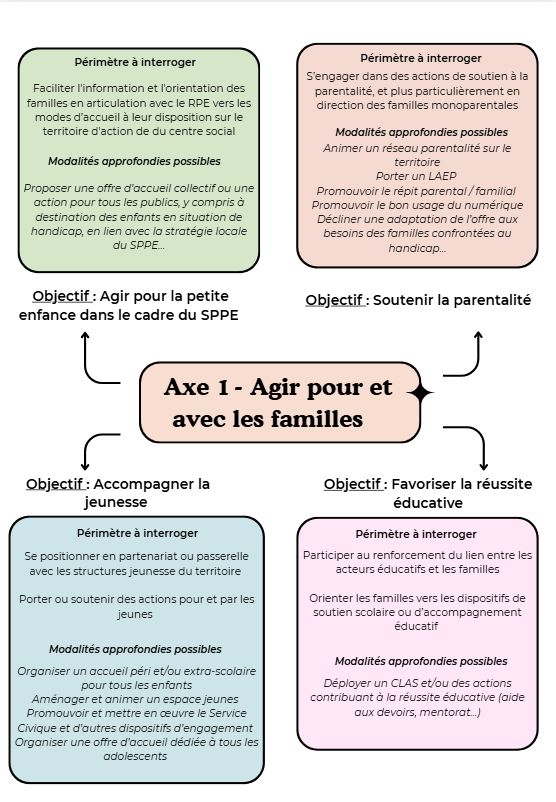 Périmètre à interroger
Faciliter l'information et l'orientation des
familles en articulation avec le RPE vers les
modes d'accueil à leur disposition sur le
territoire d'action de du centre social
Modalités approfondies possibles
Proposer une offre d'accueil collectif ou une
action pour tous les publics, y compris à
destination des enfants en situation de
handicap, en lien avec la stratégie locale
du SPPE...
Objectif : Agir pour la petite
enfance dans le cadre du SPPE
Périmètre à interroger
S'engager dans des actions de soutien à la
parentalité, et plus particulièrement en
direction des familles monoparentales
Modalités approfondies possibles
Animer un réseau parentalité sur le
territoire
Porter un LAEP
Promouvoir le répit parental / familial
Promouvoir le bon usage du numérique
Décliner une adaptation de l'offre aux
besoins des familles confrontées au
handicap...
Objectif : Soutenir la parentalité
Axe 1 - Agir pour et
avec les familles
Objectif : Accompagner la
jeunesse
Périmètre à interroger
Se positionner en partenariat ou passerelle
avec les structures jeunesse du territoire
Porter ou soutenir des actions pour et par les
jeunes
Modalités approfondies possibles
Organiser un accueil péri et/ou extra-scolaire
pour tous les enfants
Aménager et animer un espace jeunes
Promouvoir et mettre en œuvre le Service
Civique et d'autres dispositifs d'engagement
Organiser une offre d'accueil dédiée à tous les
adolescents
Objectif : Favoriser la réussite
éducative
Périmètre à interroger
Participer au renforcement du lien entre les
acteurs éducatifs et les familles
Orienter les familles vers les dispositifs de
soutien scolaire ou d'accompagnement
éducatif
Modalités approfondies possibles
Déployer un CLAS et/ou des actions
contribuant à la réussite éducative (aide
aux devoirs, mentorat...)